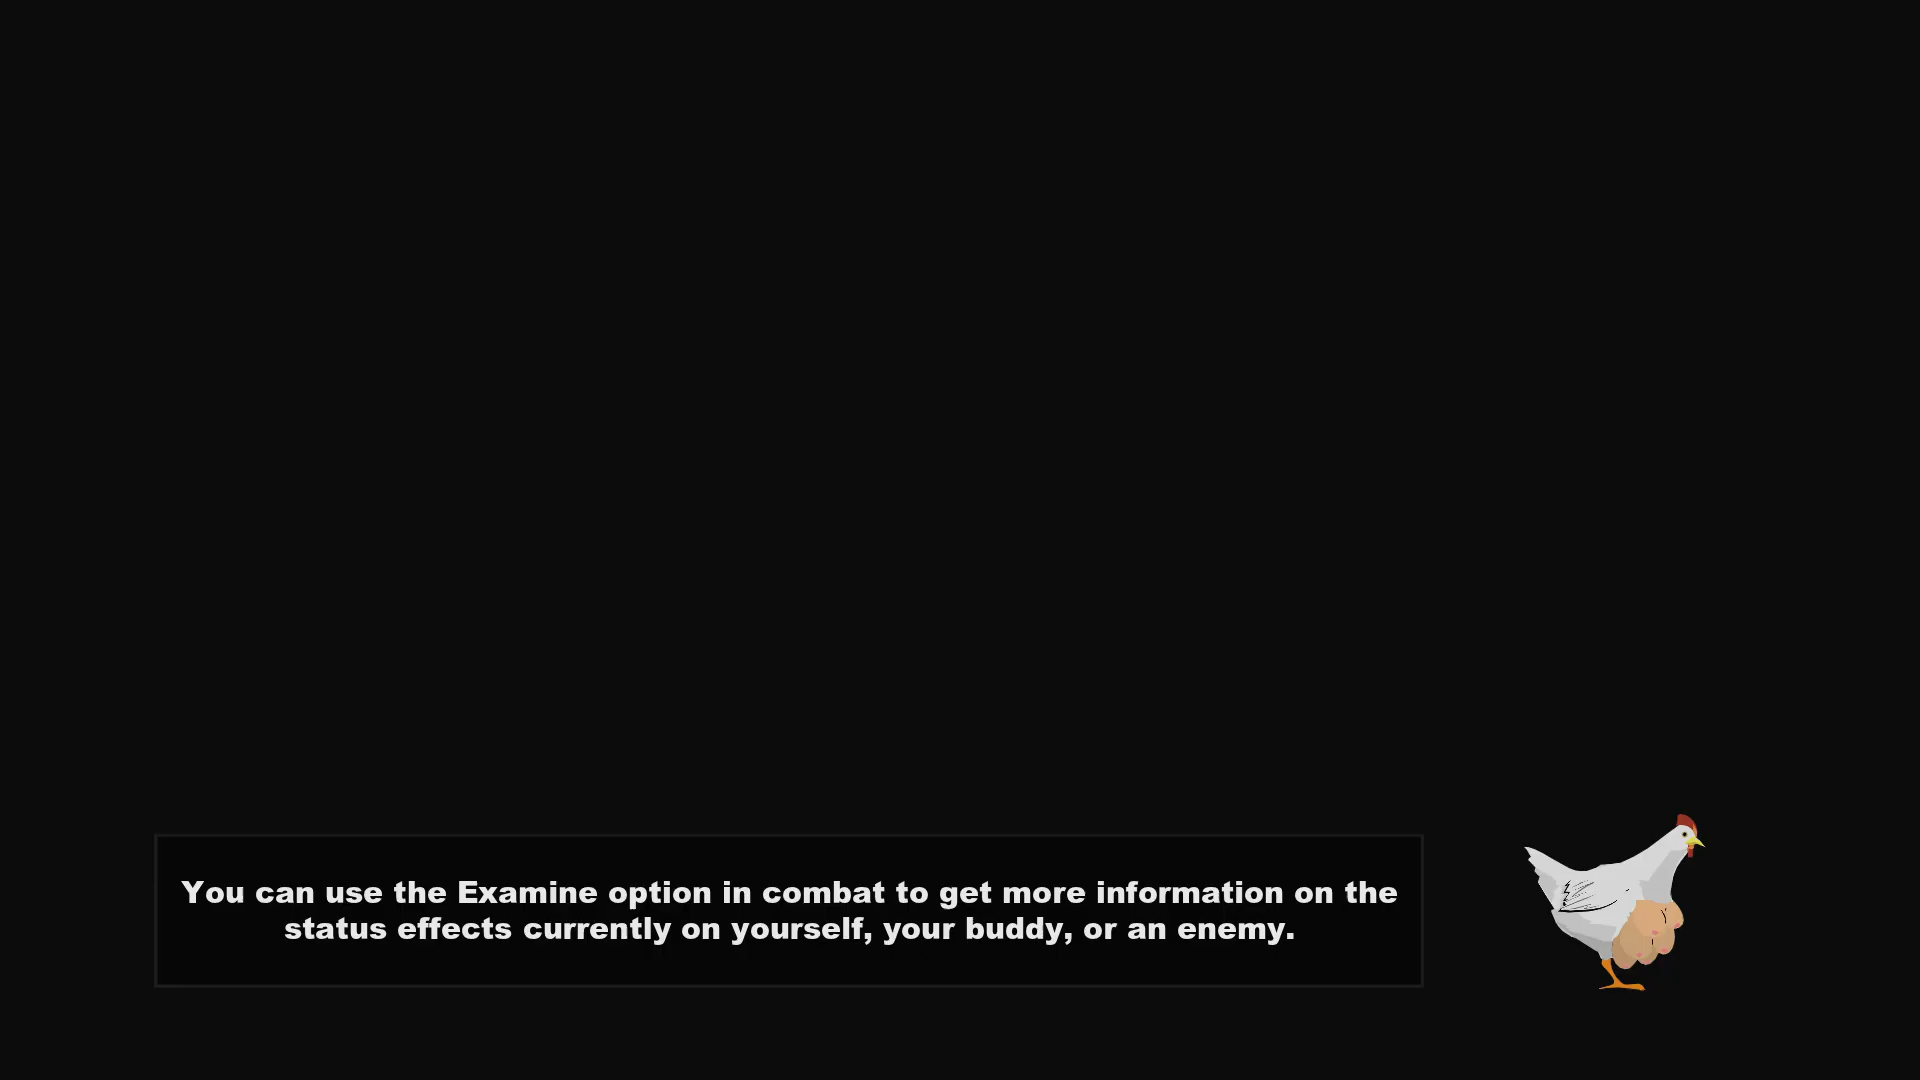 You can use the Examine option in combat to get more information on the
status effects currently on yourself, your buddy, or an enemy.